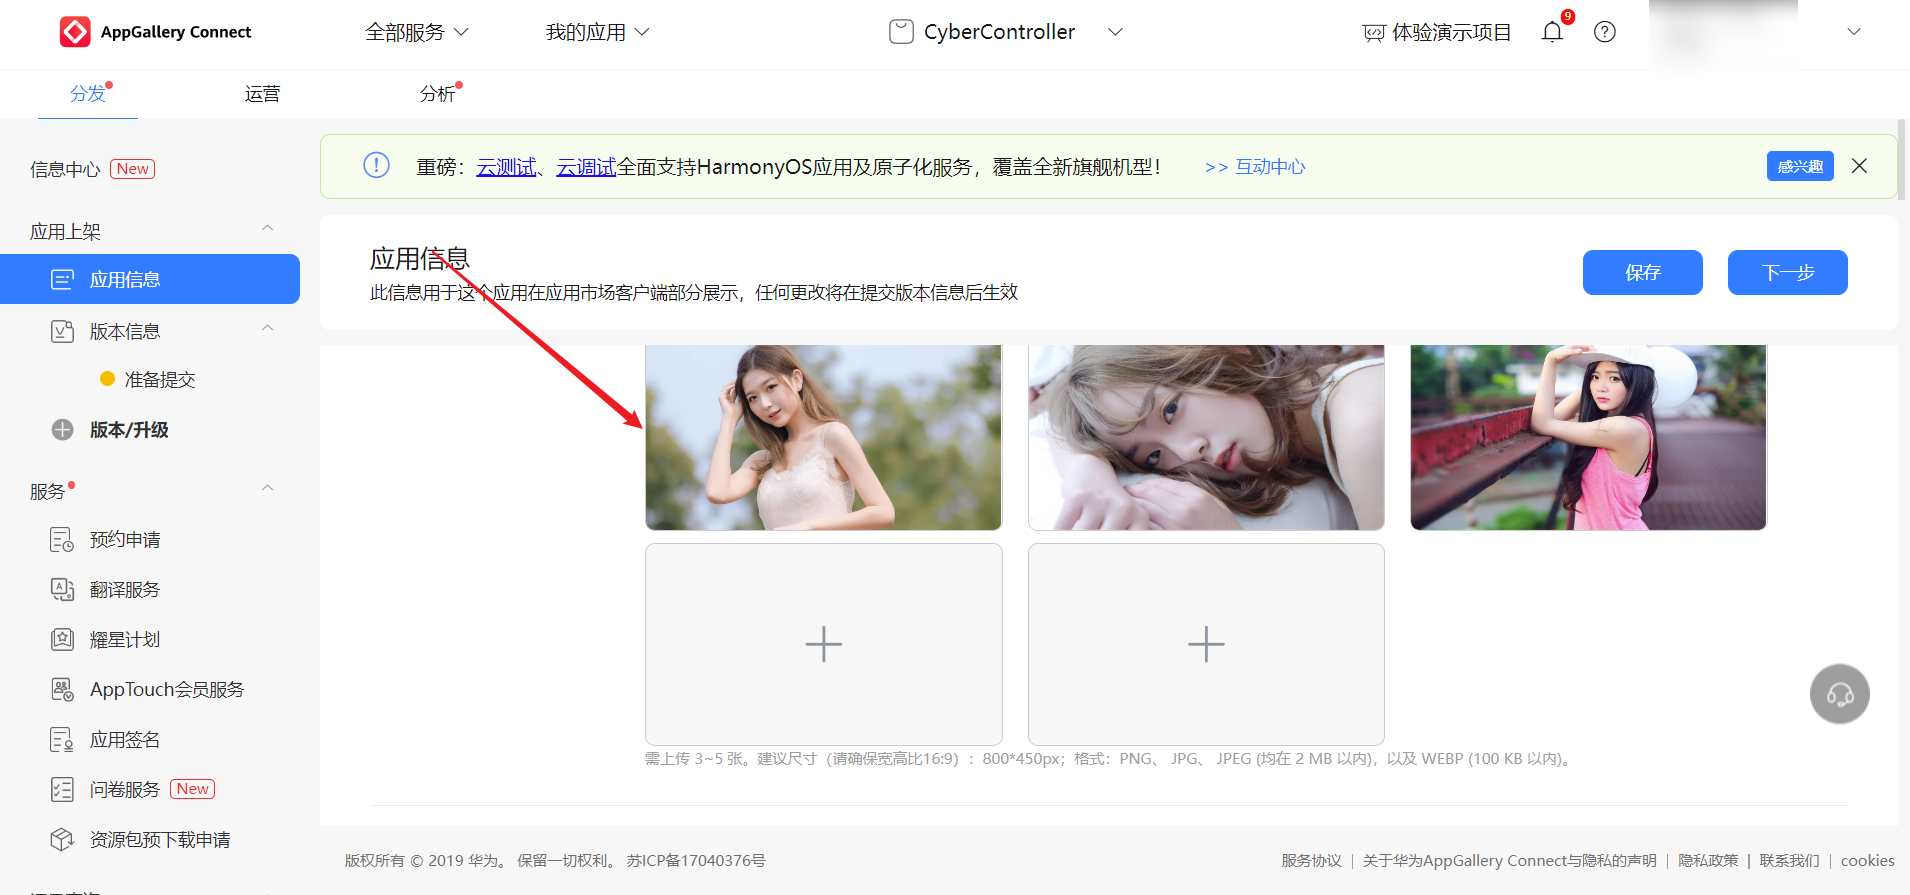 AppGallery Connect
全部服务
我的应用
CyberController
体验演示项目
9
分发
运营
分析
信息中心 New
重磅：云测试、云调试全面支持HarmonyOS应用及原子化服务，覆盖全新旗舰机型！ >> 互动中心
感兴趣
应用上架
应用信息
版本信息
准备提交
版本/升级
服务
预约申请
翻译服务
耀星计划
AppTouch会员服务
应用签名
问卷服务 New
资源包预下载申请
应用信息
此信息用于这个应用在应用市场客户端部分展示，任何更改将在提交版本信息后生效
保存
下一步
需上传 3~5 张。建议尺寸（请确保宽高比16:9）：800*450px；格式：PNG、 JPG、 JPEG (均在 2 MB 以内)，以及 WEBP (100 KB 以内)。
版权所有 © 2019 华为。 保留一切权利。 苏ICP备17040376号
服务协议 | 关于华为AppGallery Connect与隐私的声明 | 隐私政策 | 联系我们 | cookies